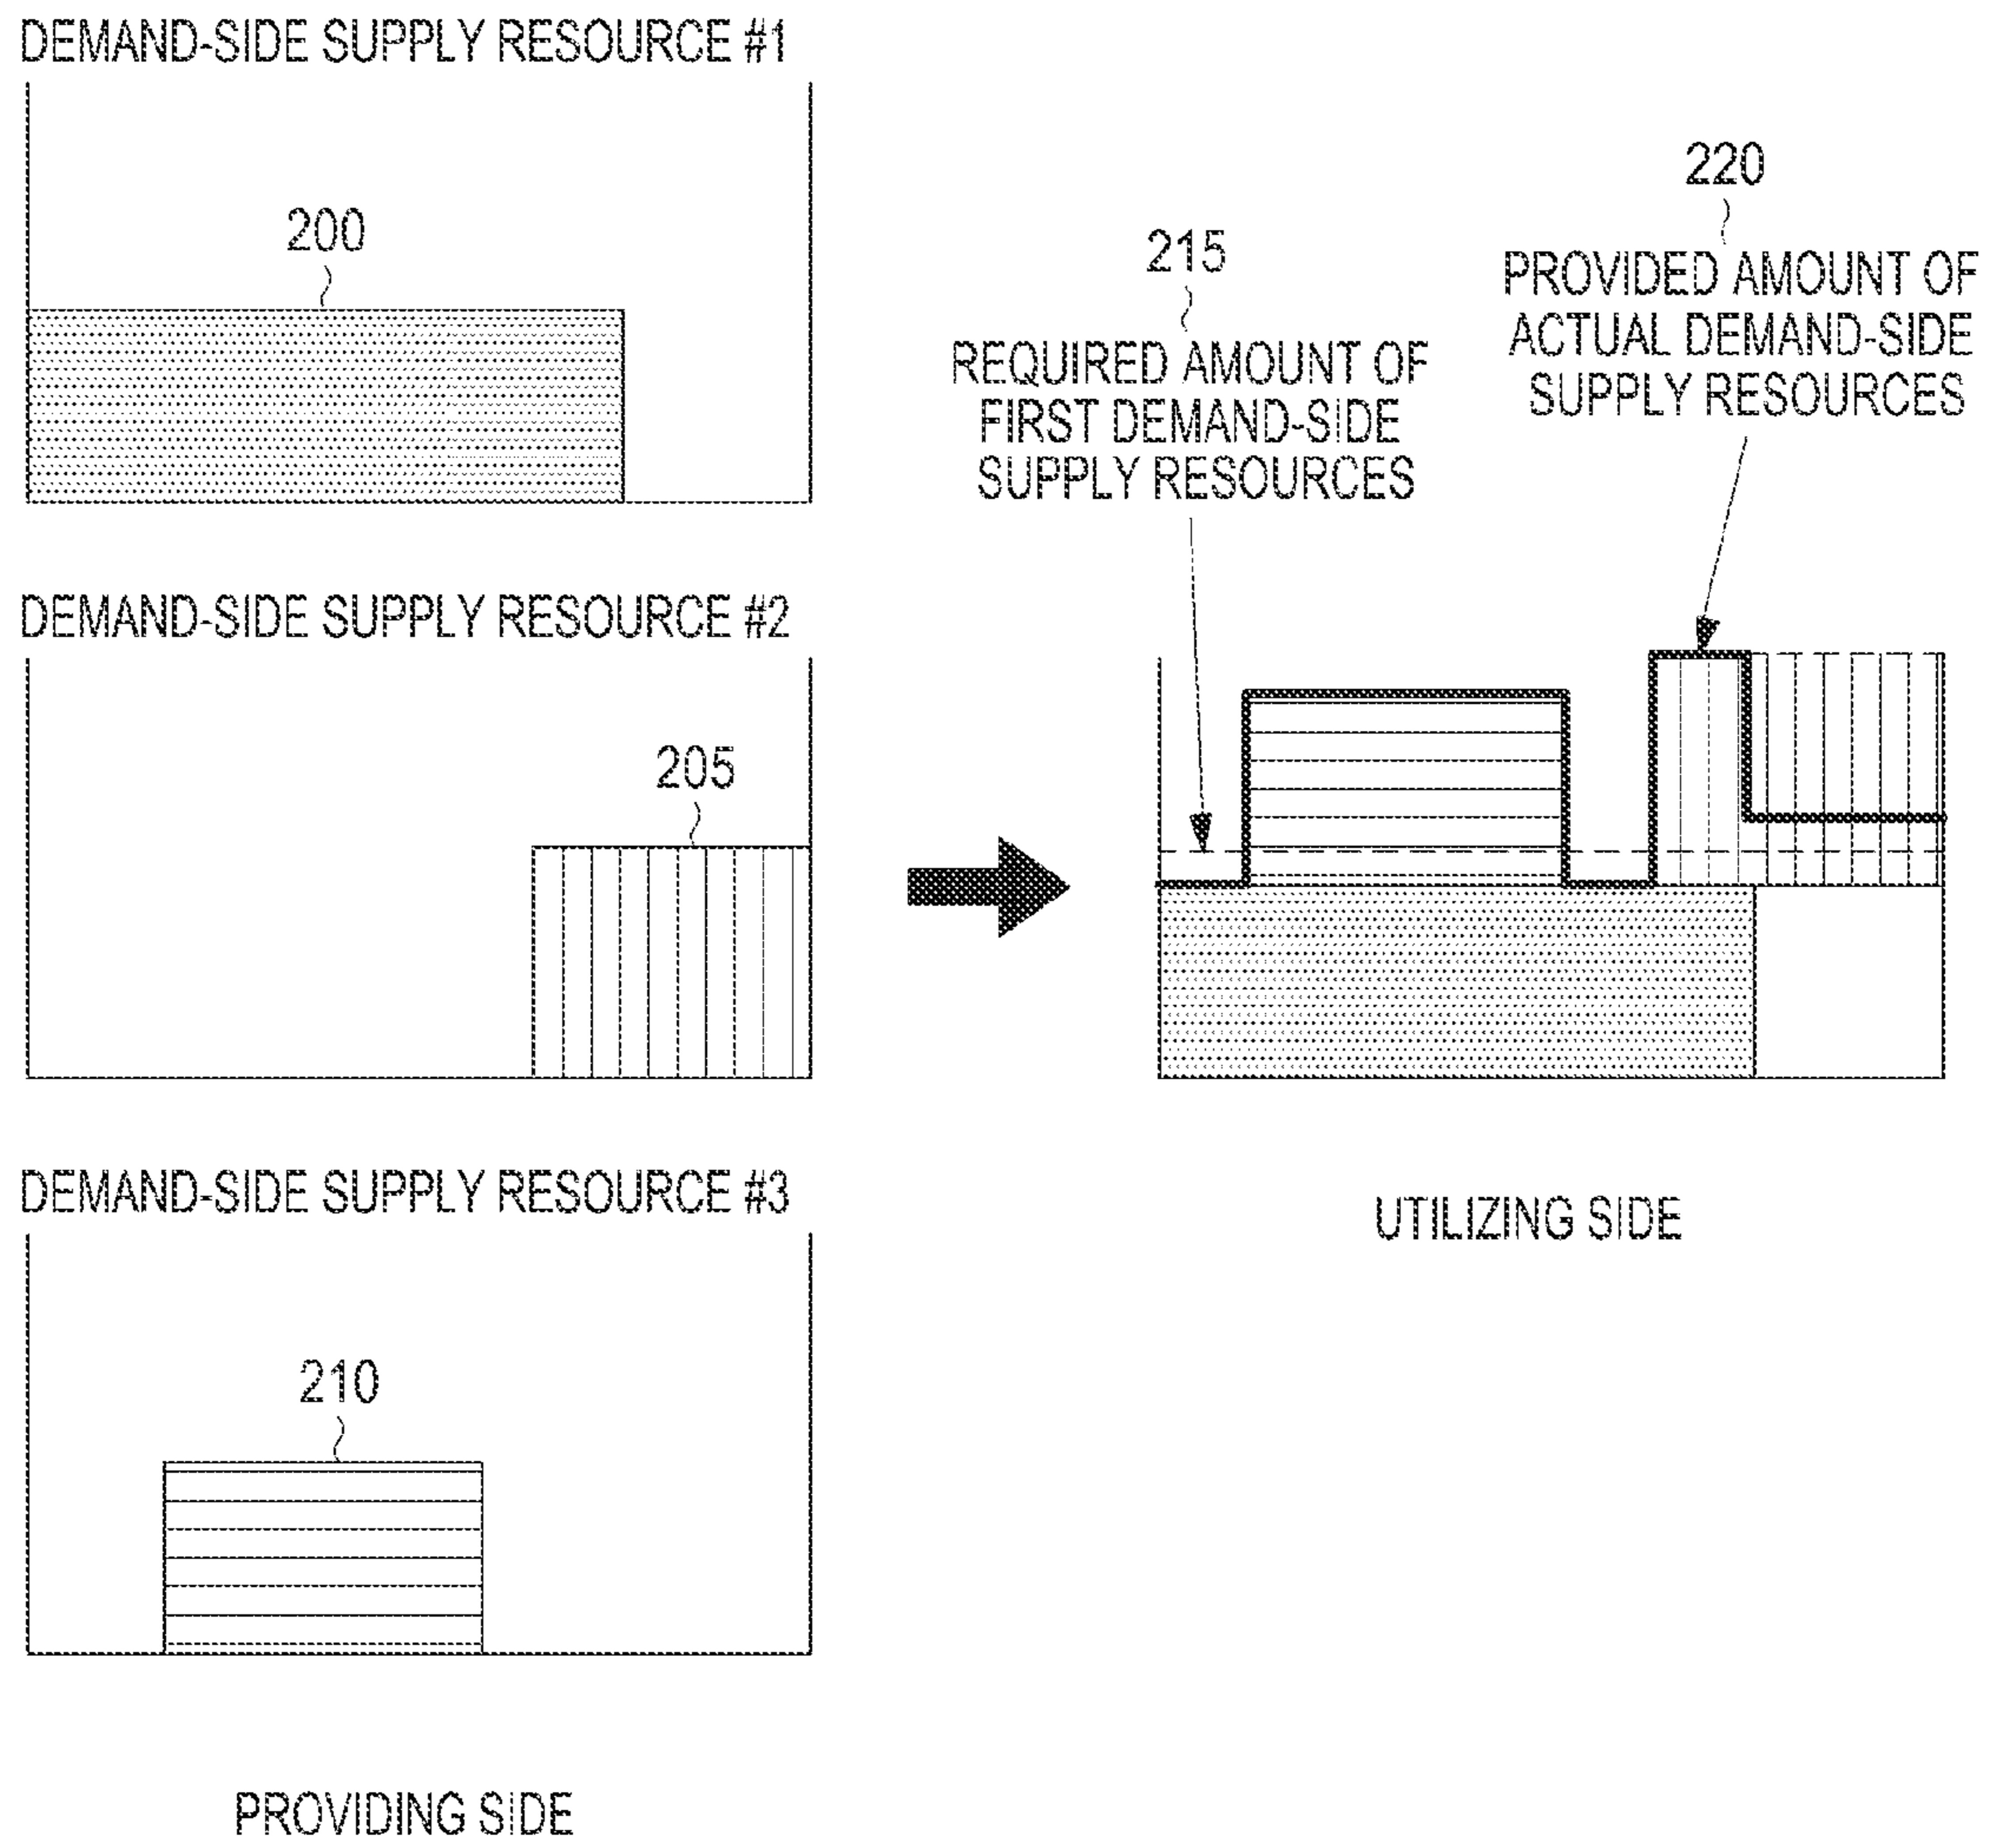 DEMAND-SIDE SUPPLY RESOURCE #1
200
DEMAND-SIDE SUPPLY RESOURCE #2
205
DEMAND-SIDE SUPPLY RESOURCE #3
210
PROVIDING SIDE
215
REQUIRED AMOUNT OF
FIRST DEMAND-SIDE
SUPPLY RESOURCES
220
PROVIDED AMOUNT OF
ACTUAL DEMAND-SIDE
SUPPLY RESOURCES
UTILIZING SIDE